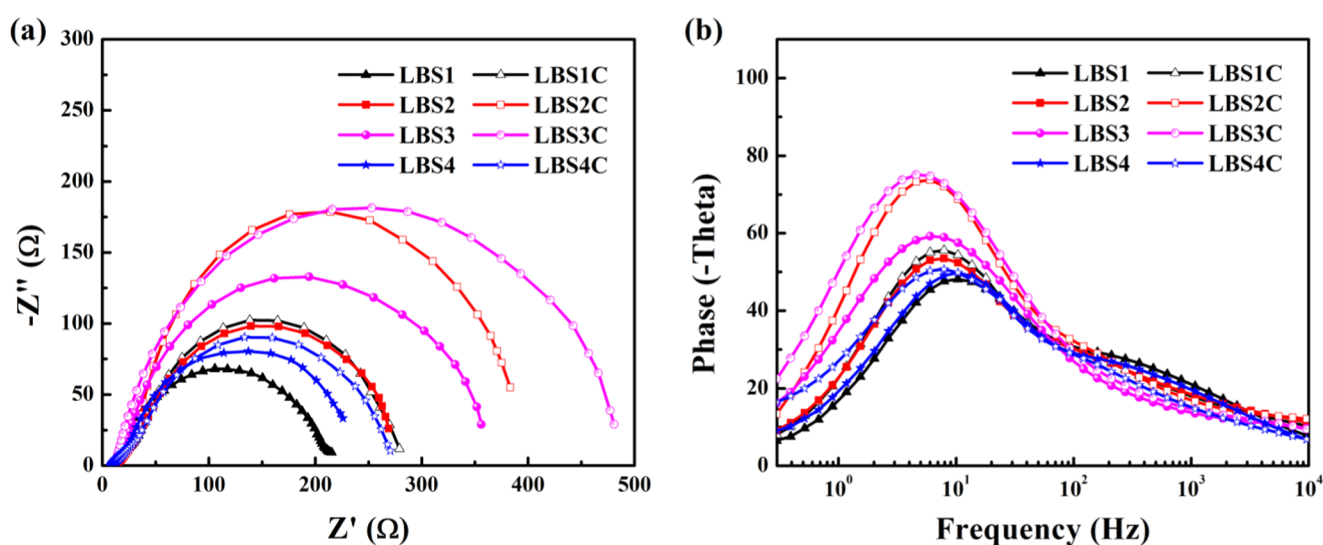 (a)
300
250
200
150
100
50
0
-Z'' (Ω)
LBS1 LBS1C
LBS2 LBS2C
LBS3 LBS3C
LBS4 LBS4C
0 100 200 300 400 500
Z' (Ω)
(b)
100
80
60
40
20
0
Phase (-Theta)
LBS1 LBS1C
LBS2 LBS2C
LBS3 LBS3C
LBS4 LBS4C
10⁰ 10¹ 10² 10³ 10⁴
Frequency (Hz)